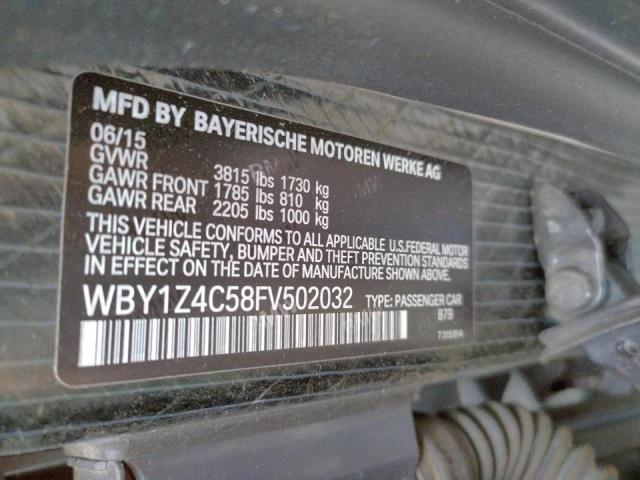 MFD BY BAYERISCHE MOTOREN WERKE AG
06/15
GVWR 3815 lbs 1730 kg
GAWR FRONT 1785 lbs 810 kg
GAWR REAR 2205 lbs 1000 kg
THIS VEHICLE CONFORMS TO ALL APPLICABLE U.S.FEDERAL MOTOR
VEHICLE SAFETY, BUMPER AND THEFT PREVENTION STANDARDS
IN EFFECT ON THE DATE OF MANUFACTURE SHOWN ABOVE.
WBY1Z4C58FV502032 TYPE: PASSENGER CAR
B79